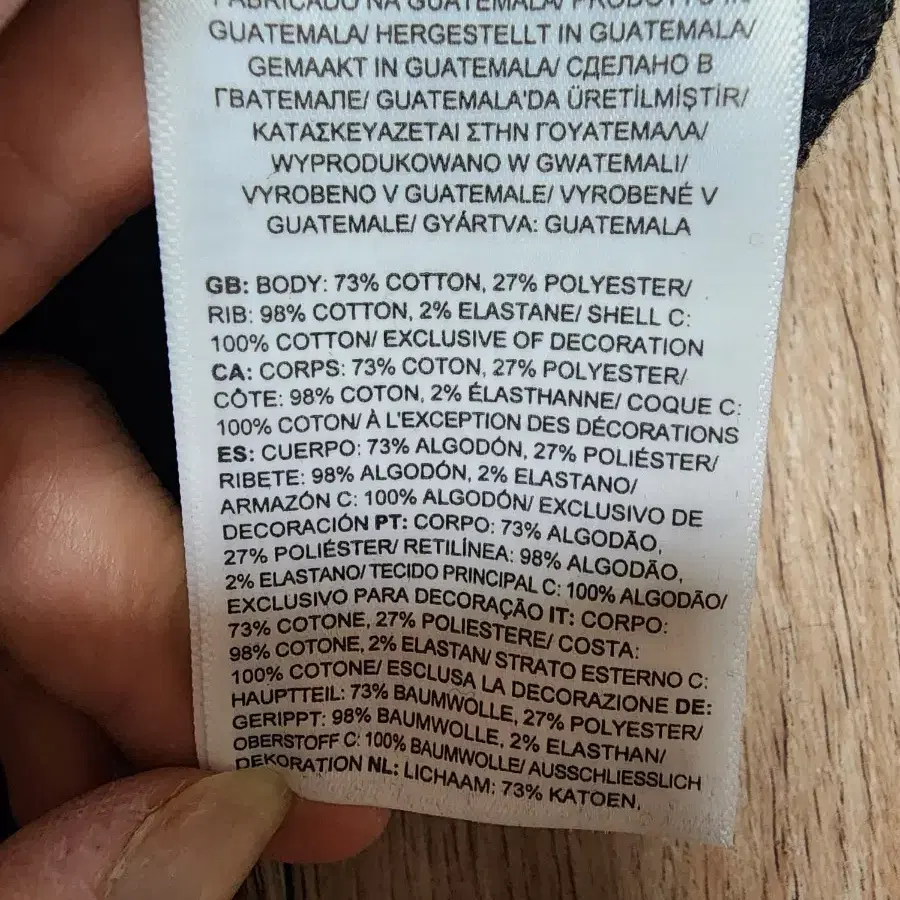 FABRICADO NA GUATEMALA/ PRODOTTO IN
GUATEMALA/ HERGESTELLT IN GUATEMALA/
GEMAAKT IN GUATEMALA/ СДЕЛАНО В
ГВАТЕМАЛЕ/ GUATEMALA'DA ÜRETİLMİŞTİR/
ΚΑΤΑΣΚΕΥΑΖΕΤΑΙ ΣΤΗΝ ΓΟΥΑΤΕΜΑΛΑ/
WYPRODUKOWANO W GWATEMALI/
VYROBENO V GUATEMALE/ VYROBENÉ V
GUATEMALE/ GYÁRTVA: GUATEMALA
GB: BODY: 73% COTTON, 27% POLYESTER/
RIB: 98% COTTON, 2% ELASTANE/ SHELL C:
100% COTTON/ EXCLUSIVE OF DECORATION
CA: CORPS: 73% COTON, 27% POLYESTER/
CÔTE: 98% COTON, 2% ÉLASTHANNE/ COQUE C:
100% COTON/ À L'EXCEPTION DES DÉCORATIONS
ES: CUERPO: 73% ALGODÓN, 27% POLIÉSTER/
RIBETE: 98% ALGODÓN, 2% ELASTANO/
ARMAZÓN C: 100% ALGODÓN/ EXCLUSIVO DE
DECORACIÓN PT: CORPO: 73% ALGODÃO,
27% POLIÉSTER/ RETILÍNEA: 98% ALGODÃO,
2% ELASTANO/ TECIDO PRINCIPAL C: 100% ALGODÃO/
EXCLUSIVO PARA DECORAÇÃO IT: CORPO:
73% COTONE, 27% POLIESTERE/ COSTA:
98% COTONE, 2% ELASTAN/ STRATO ESTERNO C:
100% COTONE/ ESCLUSA LA DECORAZIONE DE:
HAUPTTEIL: 73% BAUMWOLLE, 27% POLYESTER/
GERIPPT: 98% BAUMWOLLE, 2% ELASTHAN/
OBERSTOFF C: 100% BAUMWOLLE/ AUSSCHLIESSLICH
DEKORATION NL: LICHAAM: 73% KATOEN,